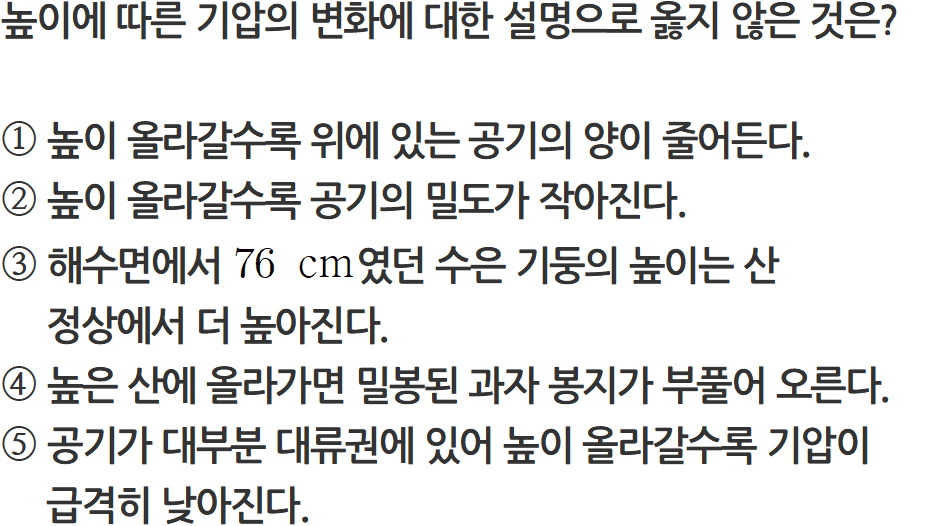 높이에 따른 기압의 변화에 대한 설명으로 옳지 않은 것은?
① 높이 올라갈수록 위에 있는 공기의 양이 줄어든다.
② 높이 올라갈수록 공기의 밀도가 작아진다.
③ 해수면에서 76 cm였던 수은 기둥의 높이는 산
정상에서 더 높아진다.
④ 높은 산에 올라가면 밀봉된 과자 봉지가 부풀어 오른다.
⑤ 공기가 대부분 대류권에 있어 높이 올라갈수록 기압이
급격히 낮아진다.